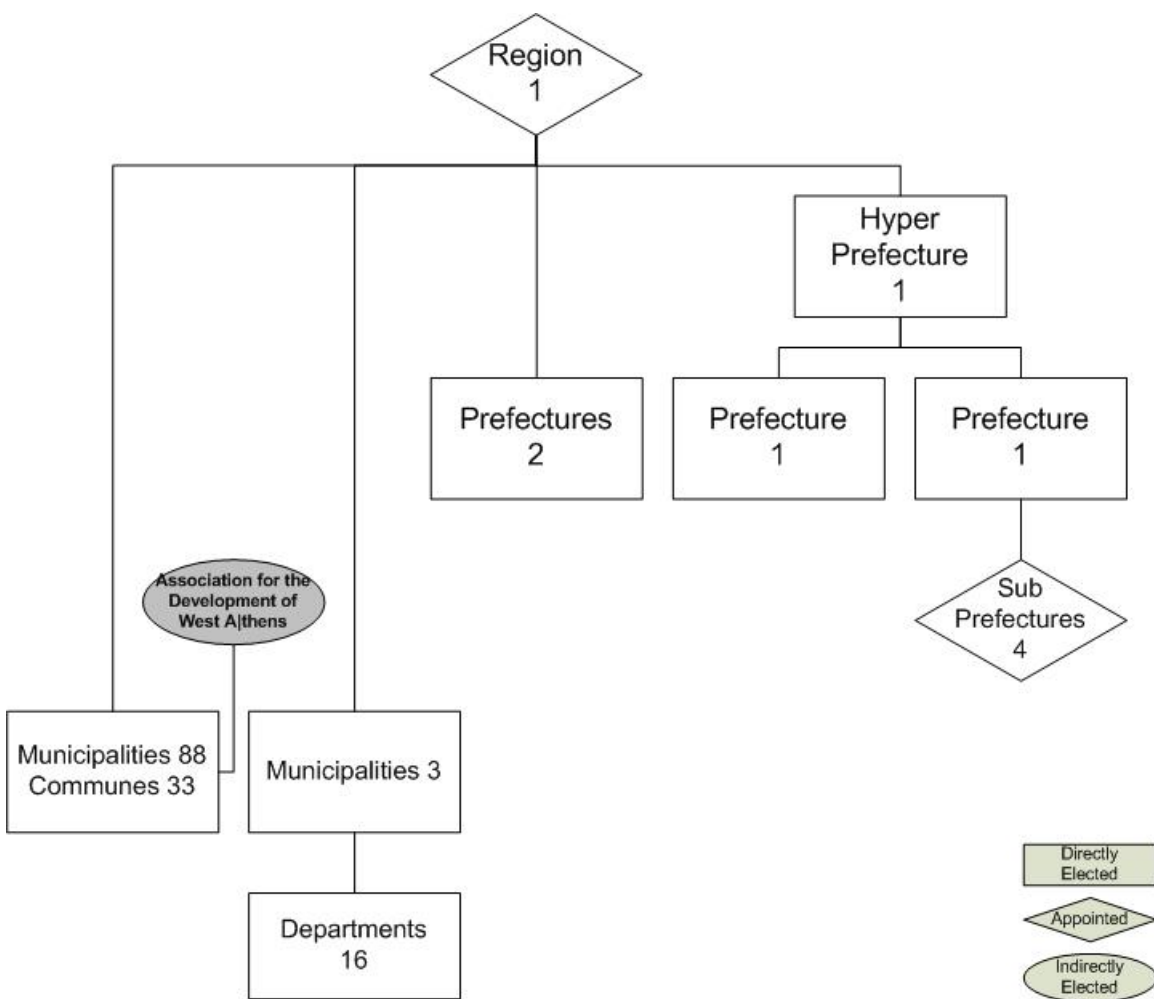 Region
1
Hyper
Prefecture
1
Prefectures
2
Prefecture
1
Prefecture
1
Association for the
Development of
West A|thens
Sub
Prefectures
4
Municipalities 88
Communes 33
Municipalities 3
Departments
16
Directly
Elected
Appointed
Indirectly
Elected